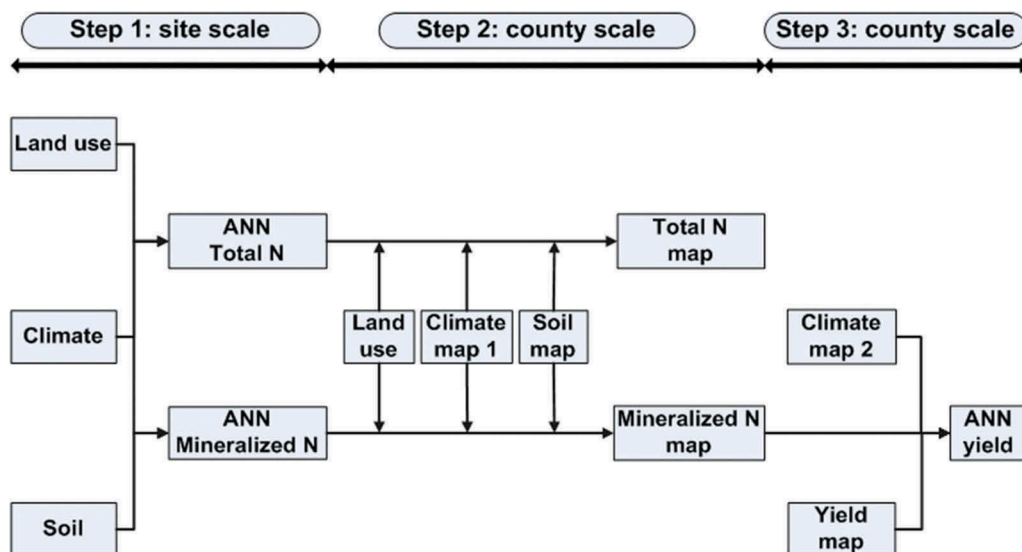 Step 1: site scale
Step 2: county scale
Step 3: county scale
Land use
Climate
Soil
ANN
Total N
ANN
Mineralized N
Land
use
Climate
map 1
Soil
map
Total N
map
Mineralized N
map
Climate
map 2
Yield
map
ANN
yield